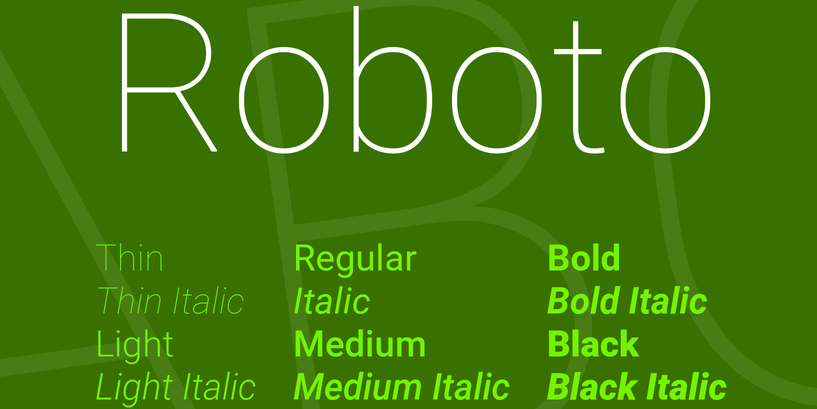 Roboto
Thin
Thin Italic
Light
Light Italic
Regular
Italic
Medium
Medium Italic
Bold
Bold Italic
Black
Black Italic